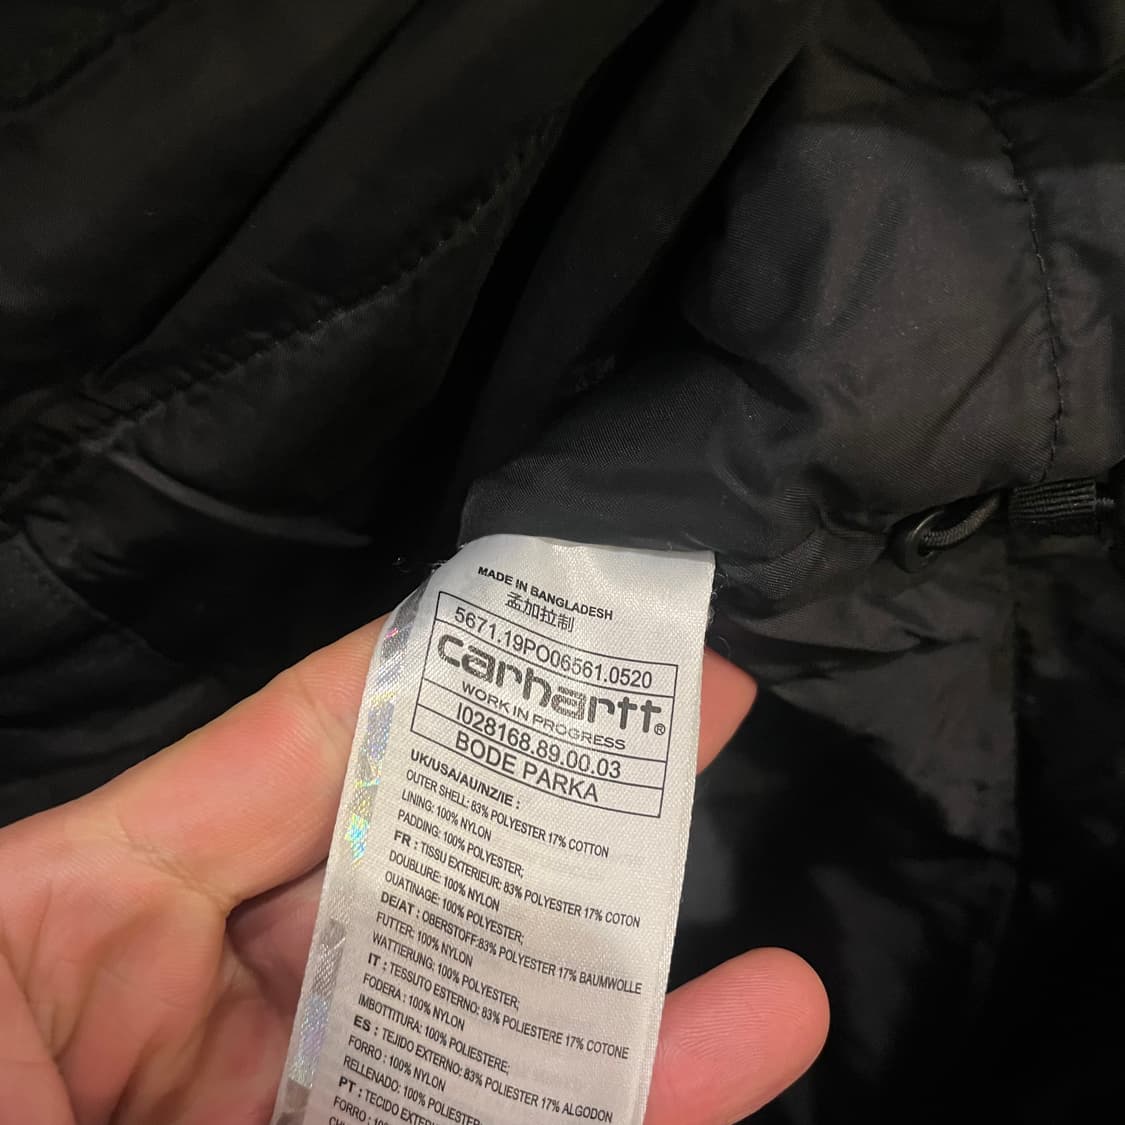 MADE IN BANGLADESH
孟加拉制
5671.19PO06561.0520
carhartt®
WORK IN PROGRESS
I028168.89.00.03
BODE PARKA
UK/USA/AU/NZ/IE :
OUTER SHELL: 83% POLYESTER 17% COTTON
LINING: 100% NYLON
PADDING: 100% POLYESTER;
FR : TISSU EXTERIEUR: 83% POLYESTER 17% COTON
DOUBLURE: 100% NYLON
OUATINAGE: 100% POLYESTER;
DE/AT : OBERSTOFF:83% POLYESTER 17% BAUMWOLLE
FUTTER: 100% NYLON
WATTIERUNG: 100% POLYESTER;
IT : TESSUTO ESTERNO: 83% POLIESTERE 17% COTONE
FODERA : 100% NYLON
IMBOTTITURA: 100% POLIESTERE;
ES : TEJIDO EXTERNO: 83% POLIESTER 17% ALGODON
FORRO : 100% NYLON
RELLENADO: 100% POLIESTER
PT : TECIDO
FORRO :